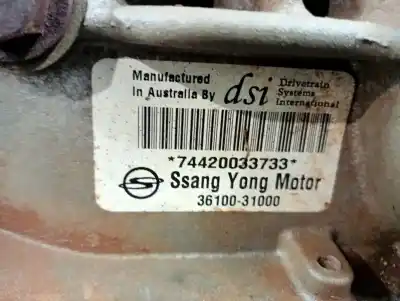 Manufactured
In Australia By dsi Drivetrain
Systems
International
*74420033733*
Ssang Yong Motor
36100-31000